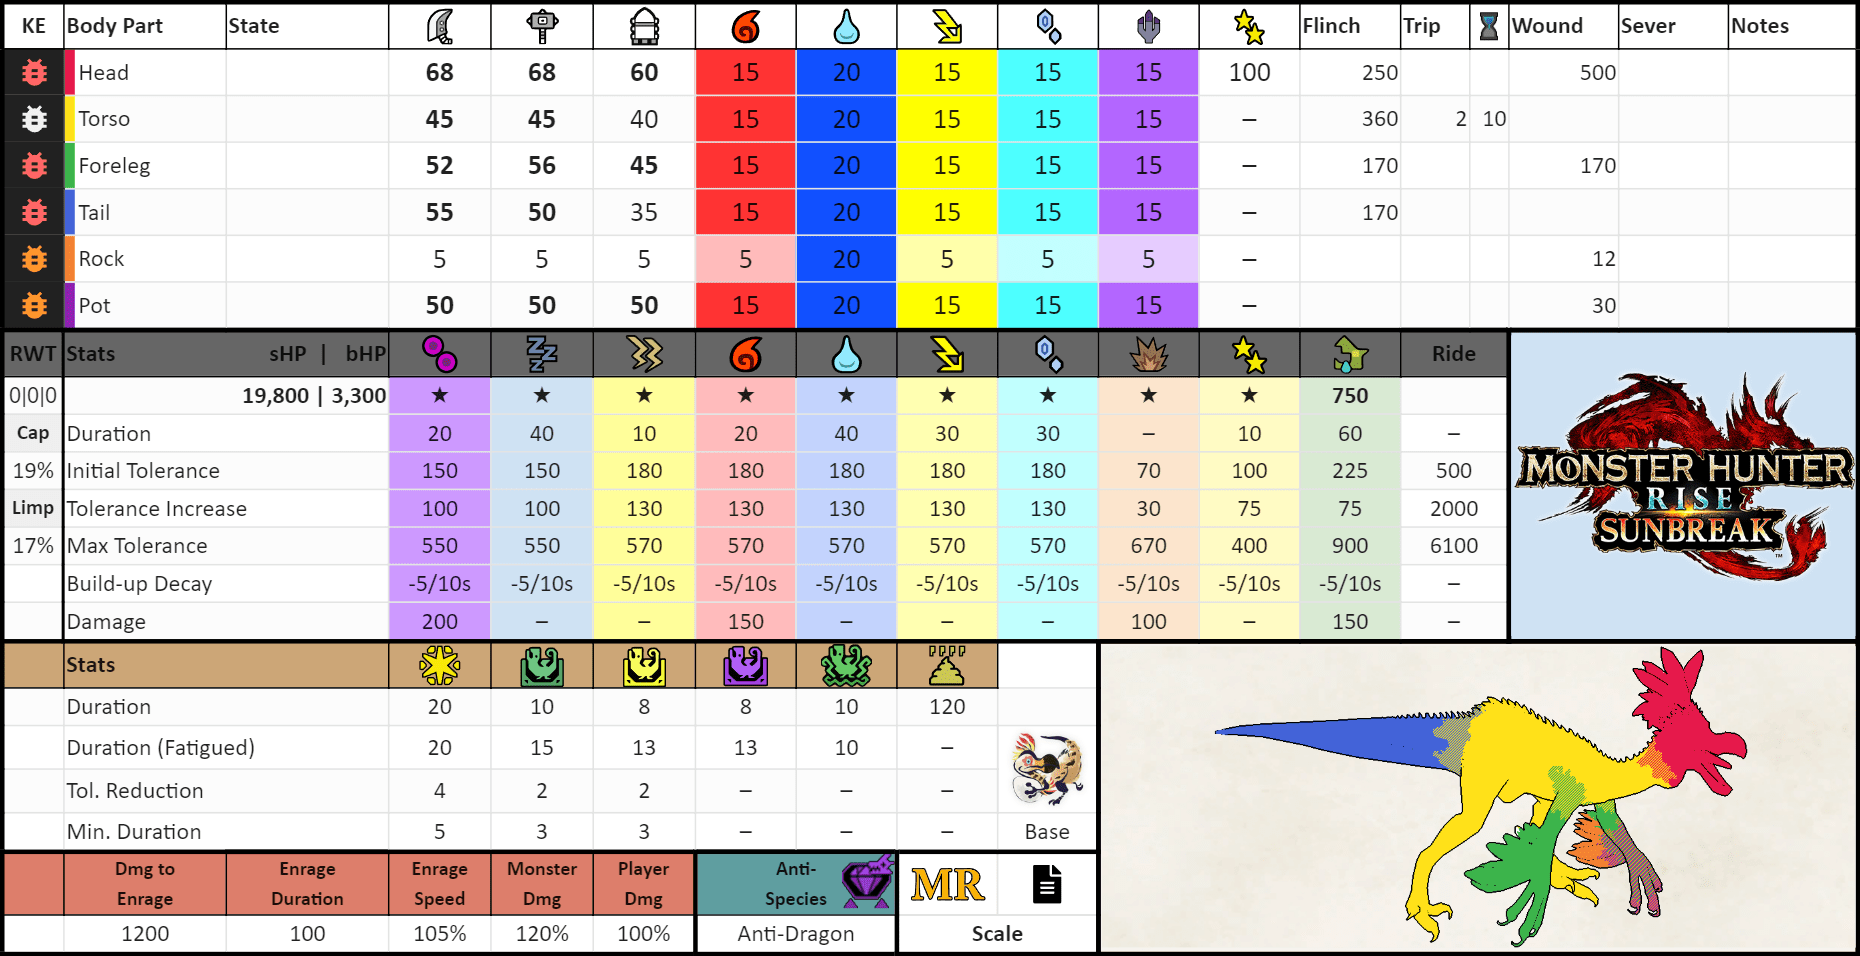 KE Body Part State Flinch Trip Wound Sever Notes
Head 68 68 60 15 20 15 15 15 100 250 500
Torso 45 45 40 15 20 15 15 15 – 360 2 10
Foreleg 52 56 45 15 20 15 15 15 – 170 170
Tail 55 50 35 15 20 15 15 15 – 170
Rock 5 5 5 5 20 5 5 5 – 12
Pot 50 50 50 15 20 15 15 15 – 30
RWT Stats sHP | bHP Ride
0|0|0 19,800 | 3,300 ★ ★ ★ ★ ★ ★ ★ ★ ★ 750
Cap Duration 20 40 10 20 40 30 30 – 10 60 –
19% Initial Tolerance 150 150 180 180 180 180 180 70 100 225 500
Limp Tolerance Increase 100 100 130 130 130 130 130 30 75 75 2000
17% Max Tolerance 550 550 570 570 570 570 570 670 400 900 6100
Build-up Decay -5/10s -5/10s -5/10s -5/10s -5/10s -5/10s -5/10s -5/10s -5/10s -5/10s –
Damage 200 – – 150 – – – 100 – 150 –
MONSTER HUNTER
RISE
SUNBREAK™
Stats
Duration 20 10 8 8 10 120
Duration (Fatigued) 20 15 13 13 10 –
Tol. Reduction 4 2 2 – – –
Min. Duration 5 3 3 – – – Base
Dmg to Enrage Enrage Monster Player Anti-
Enrage Duration Speed Dmg Dmg Species MR
1200 100 105% 120% 100% Anti-Dragon Scale